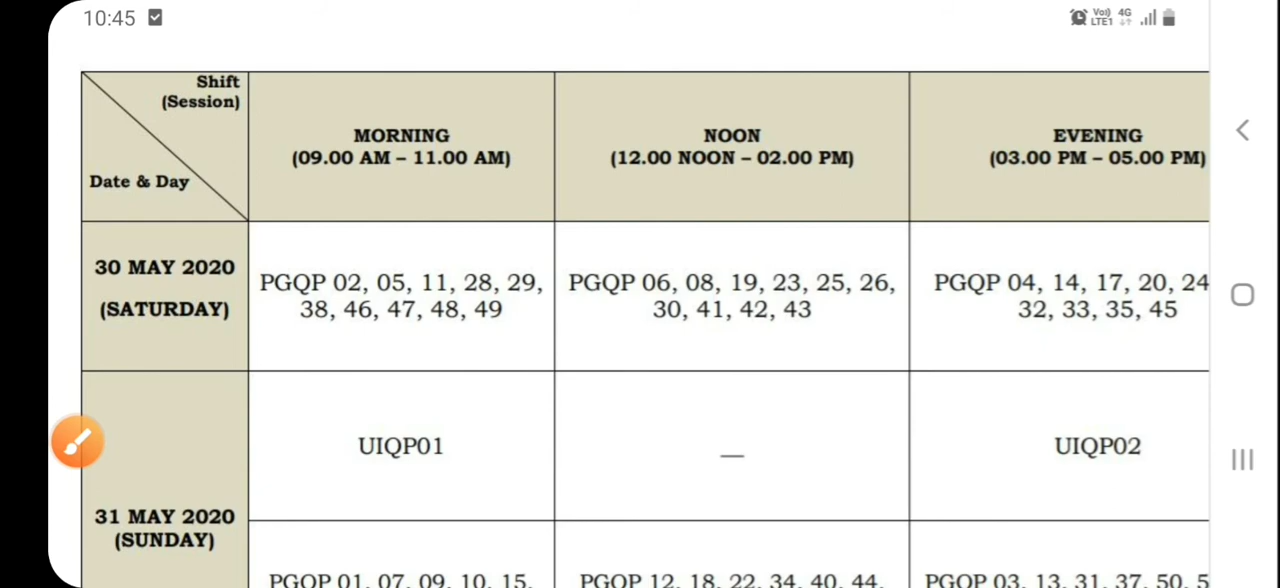 10:45
Vo)) 4G
LTE1
Shift
(Session)
Date & Day
MORNING
(09.00 AM – 11.00 AM)
NOON
(12.00 NOON – 02.00 PM)
EVENING
(03.00 PM – 05.00 PM)
30 MAY 2020
(SATURDAY)
PGQP 02, 05, 11, 28, 29,
38, 46, 47, 48, 49
PGQP 06, 08, 19, 23, 25, 26,
30, 41, 42, 43
PGQP 04, 14, 17, 20, 24
32, 33, 35, 45
31 MAY 2020
(SUNDAY)
UIQP01
—
UIQP02
PGQP 01, 07, 09, 10, 15,
PGQP 12, 18, 22, 34, 40, 44,
PGQP 03, 13, 31, 37, 50, 5